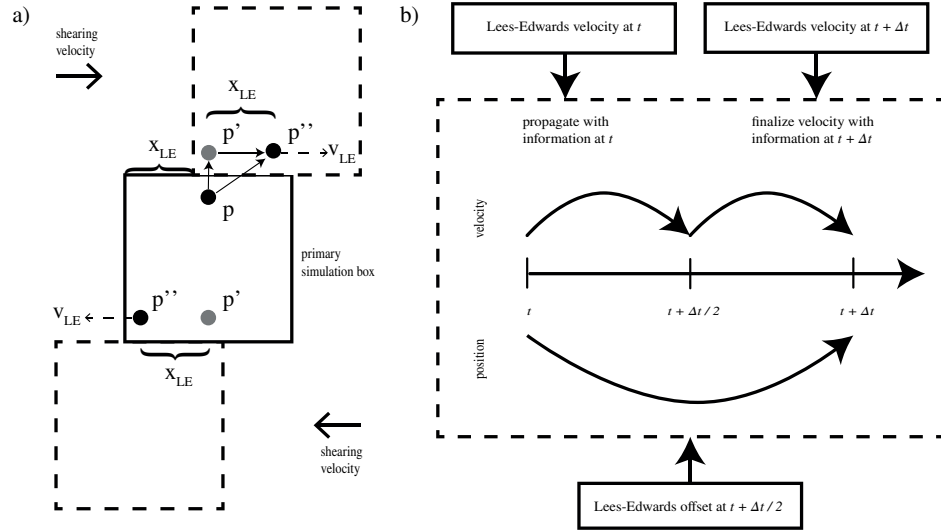 a)
shearing
velocity
x_LE
p'
p''
v_LE
x_LE
p
primary
simulation box
p''
p'
v_LE
x_LE
shearing
velocity
b)
Lees-Edwards velocity at t
Lees-Edwards velocity at t + Δt
propagate with
information at t
finalize velocity with
information at t + Δt
velocity
t
t + Δt / 2
t + Δt
position
Lees-Edwards offset at t + Δt / 2